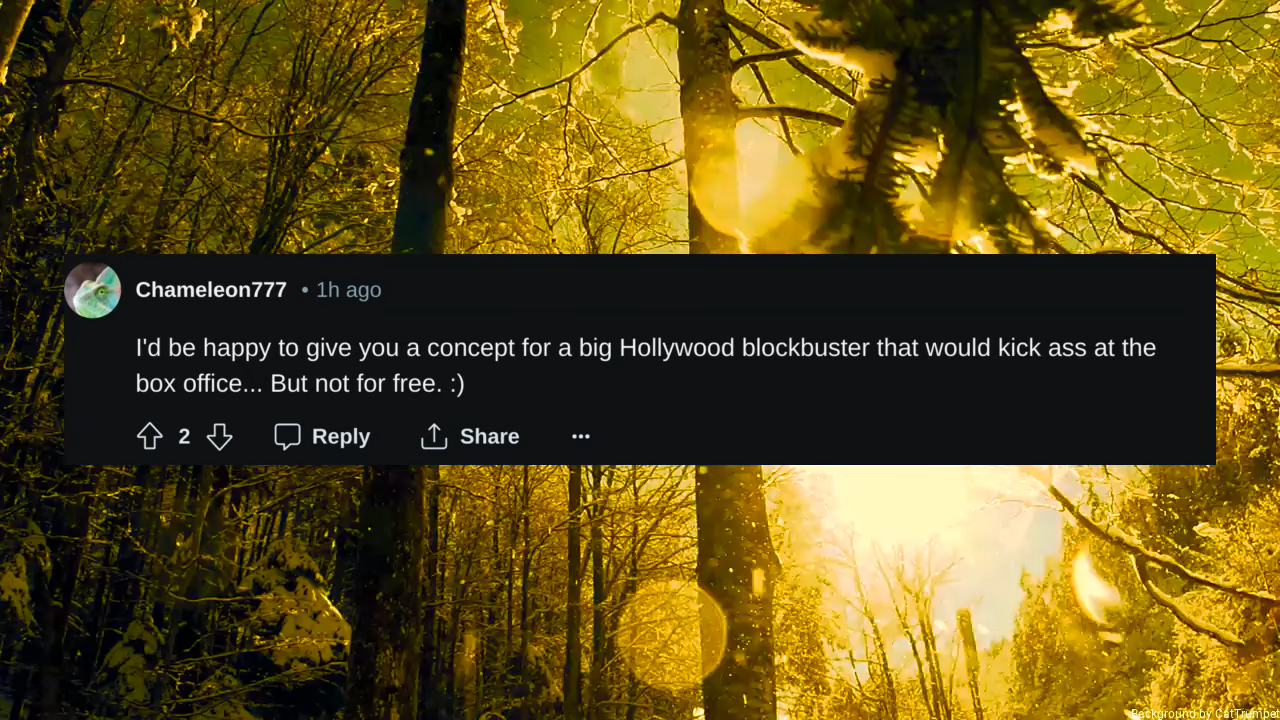 Chameleon777 • 1h ago
I'd be happy to give you a concept for a big Hollywood blockbuster that would kick ass at the
box office... But not for free. :)
2 Reply Share ···
Background by CatTrumpet